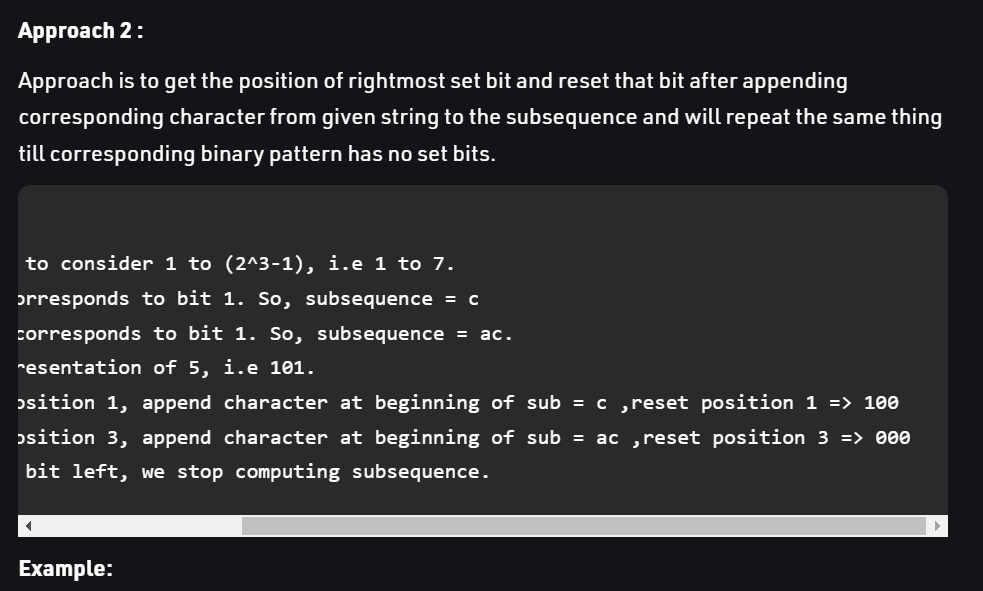 Approach 2 :
Approach is to get the position of rightmost set bit and reset that bit after appending
corresponding character from given string to the subsequence and will repeat the same thing
till corresponding binary pattern has no set bits.
to consider 1 to (2^3-1), i.e 1 to 7.
orresponds to bit 1. So, subsequence = c
corresponds to bit 1. So, subsequence = ac.
resentation of 5, i.e 101.
osition 1, append character at beginning of sub = c ,reset position 1 => 100
osition 3, append character at beginning of sub = ac ,reset position 3 => 000
bit left, we stop computing subsequence.
Example: